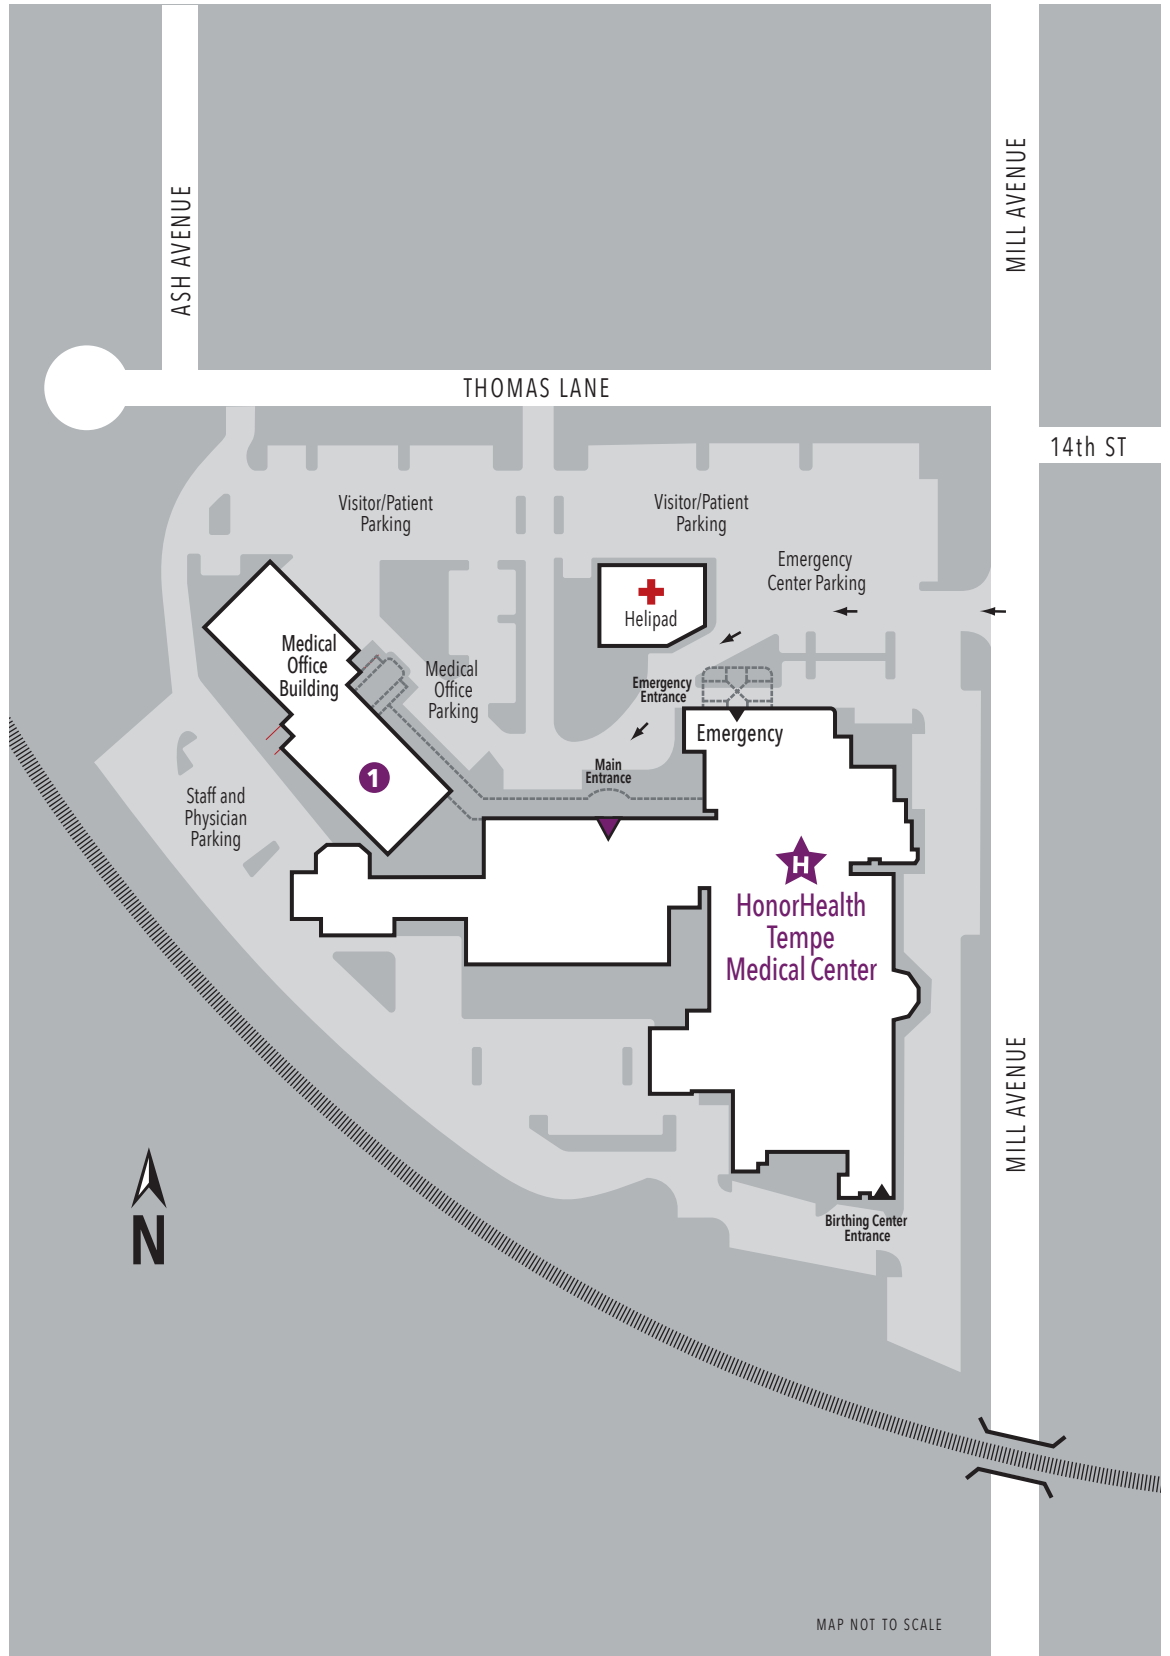 ASH AVENUE
MILL AVENUE
THOMAS LANE
14th ST
Visitor/Patient
Parking
Visitor/Patient
Parking
Emergency
Center Parking
Helipad
Medical
Office
Building
Medical
Office
Parking
Emergency
Entrance
Emergency
Main
Entrance
1
Staff and
Physician
Parking
H
HonorHealth
Tempe
Medical Center
MILL AVENUE
N
Birthing Center
Entrance
MAP NOT TO SCALE